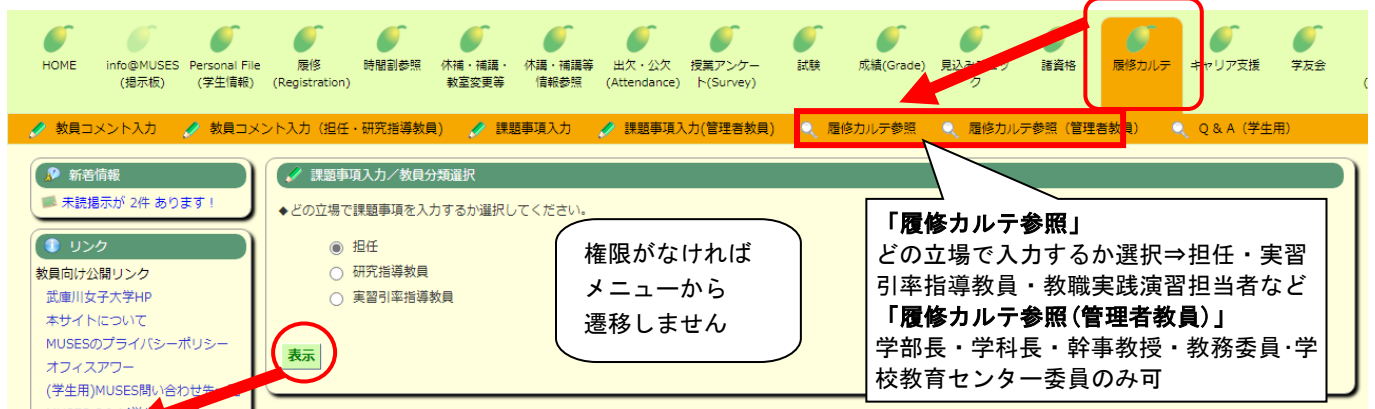 HOME
info@MUSES
(掲示板)
Personal File
(学生情報)
履修
(Registration)
時間割参照
休補・補講・
教室変更等
休講・補講等
情報参照
出欠・公欠
(Attendance)
授業アンケー
ト(Survey)
試験
成績(Grade)
諸資格
履修カルテ
キャリア支援
学友会
教員コメント入力
教員コメント入力（担任・研究指導教員）
課題事項入力
課題事項入力(管理者教員)
履修カルテ参照
履修カルテ参照（管理者教員）
Q & A（学生用）
新着情報
未読掲示が 2件 あります！
リンク
教員向け公開リンク
武庫川女子大学HP
本サイトについて
MUSESのプライバシーポリシー
オフィスアワー
(学生用)MUSES問い合わせ先
課題事項入力／教員分類選択
◆どの立場で課題事項を入力するか選択してください。
担任
研究指導教員
実習引率指導教員
表示
権限がなければ
メニューから
遷移しません
「履修カルテ参照」
どの立場で入力するか選択⇒担任・実習
引率指導教員・教職実践演習担当者など
「履修カルテ参照(管理者教員)」
学部長・学科長・幹事教授・教務委員・学
校教育センター委員のみ可